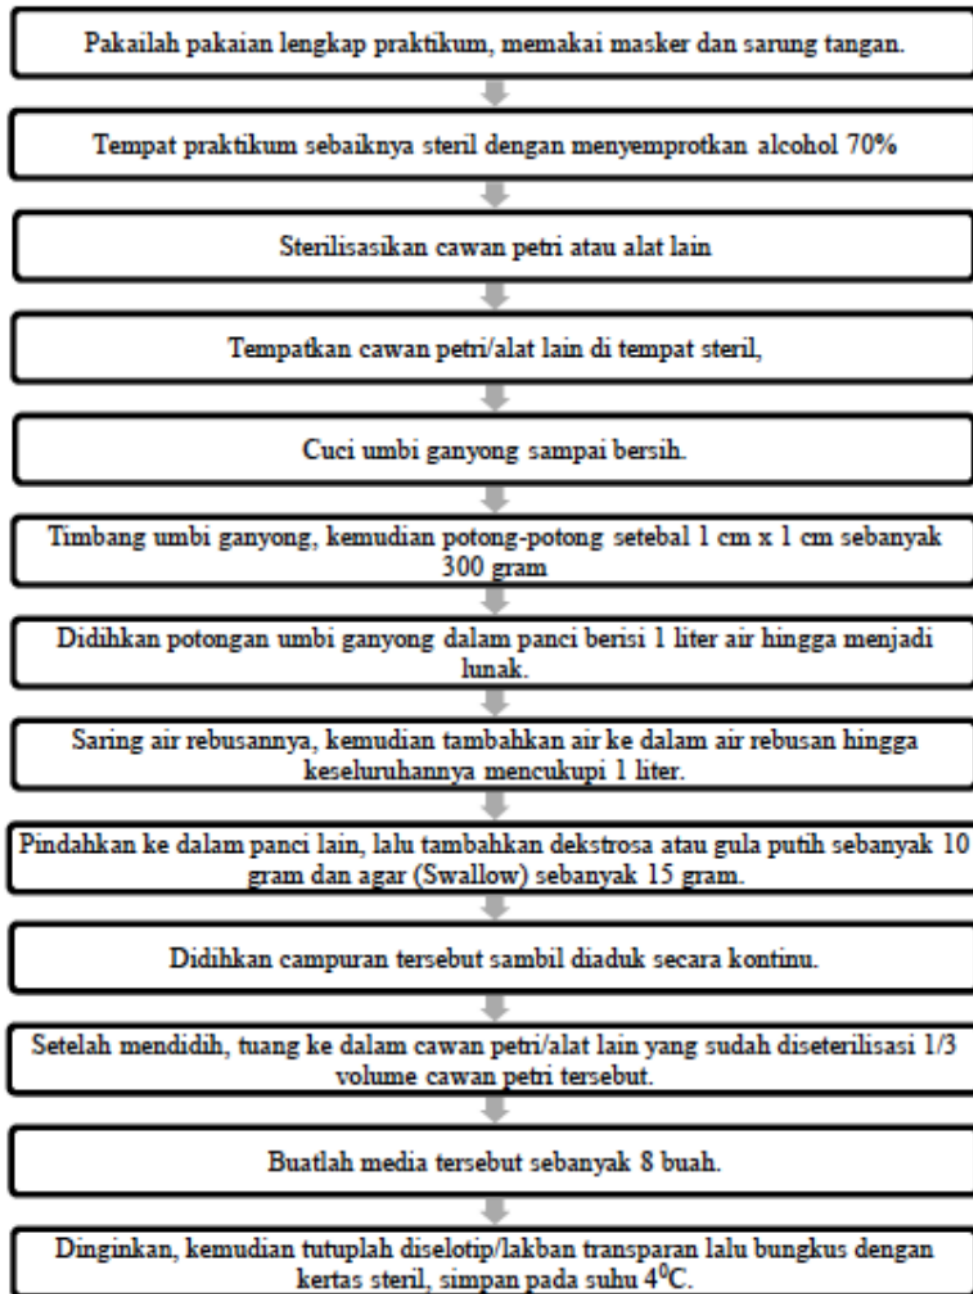 Pakailah pakaian lengkap praktikum, memakai masker dan sarung tangan.
Tempat praktikum sebaiknya steril dengan menyemprotkan alcohol 70%
Sterilisasikan cawan petri atau alat lain
Tempatkan cawan petri/alat lain di tempat steril,
Cuci umbi ganyong sampai bersih.
Timbang umbi ganyong, kemudian potong-potong setebal 1 cm x 1 cm sebanyak
300 gram
Didihkan potongan umbi ganyong dalam panci berisi 1 liter air hingga menjadi
lunak.
Saring air rebusannya, kemudian tambahkan air ke dalam air rebusan hingga
keseluruhannya mencukupi 1 liter.
Pindahkan ke dalam panci lain, lalu tambahkan dekstrosa atau gula putih sebanyak 10
gram dan agar (Swallow) sebanyak 15 gram.
Didihkan campuran tersebut sambil diaduk secara kontinu.
Setelah mendidih, tuang ke dalam cawan petri/alat lain yang sudah diseterilisasi 1/3
volume cawan petri tersebut.
Buatlah media tersebut sebanyak 8 buah.
Dinginkan, kemudian tutuplah diselotip/lakban transparan lalu bungkus dengan
kertas steril, simpan pada suhu 4⁰C.